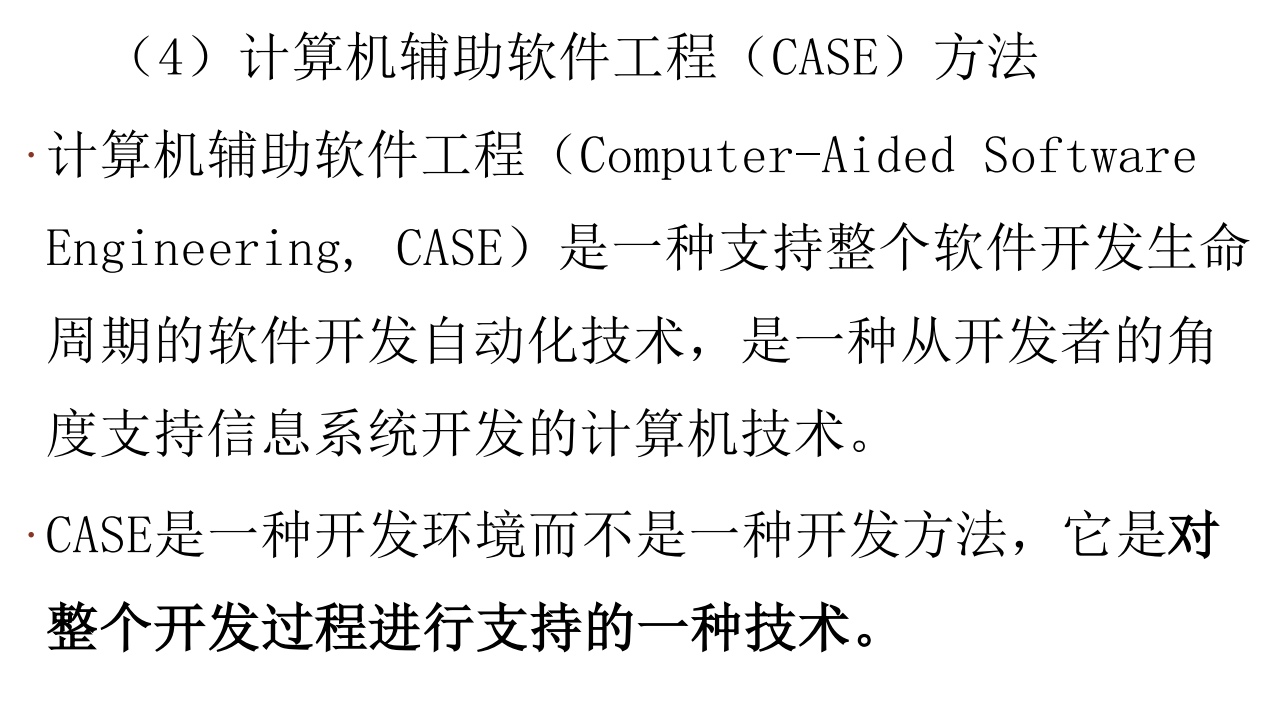 （4）计算机辅助软件工程（CASE）方法
·计算机辅助软件工程（Computer-Aided Software
Engineering, CASE）是一种支持整个软件开发生命
周期的软件开发自动化技术，是一种从开发者的角
度支持信息系统开发的计算机技术。
·CASE是一种开发环境而不是一种开发方法，它是对
整个开发过程进行支持的一种技术。